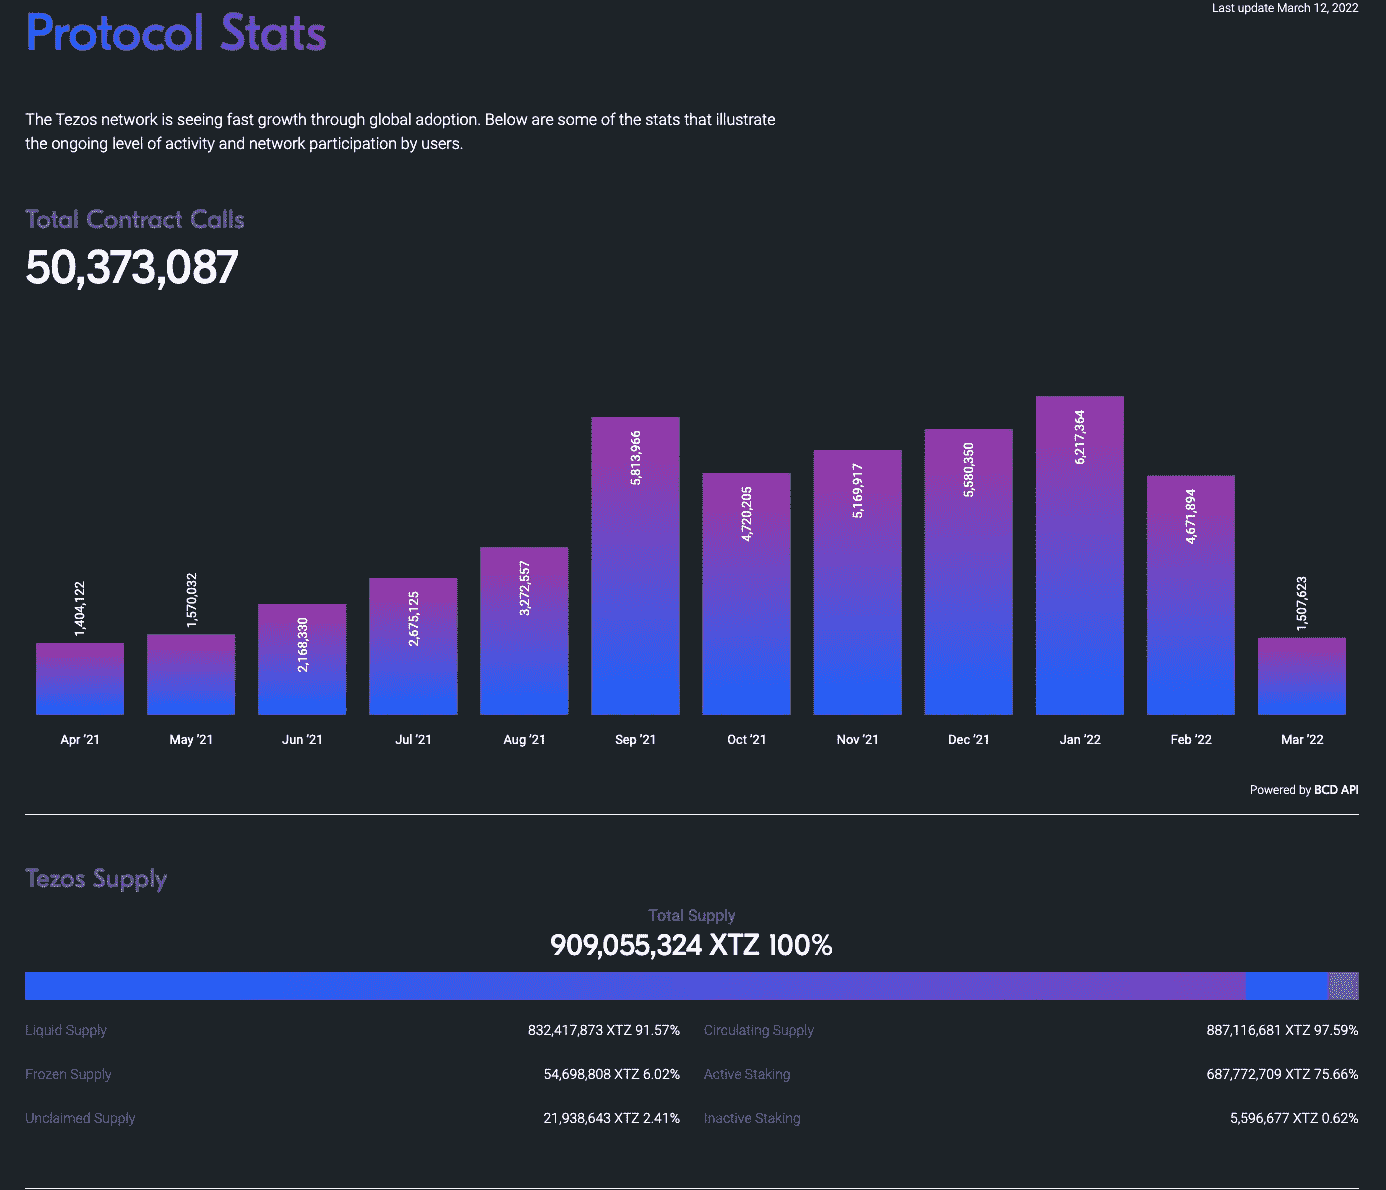 Protocol Stats
Last update March 12, 2022
The Tezos network is seeing fast growth through global adoption. Below are some of the stats that illustrate
the ongoing level of activity and network participation by users.
Total Contract Calls
50,373,087
1,404,122
1,570,032
2,168,330
2,675,125
3,272,557
5,813,966
4,720,205
5,169,917
5,580,350
6,217,364
4,671,894
1,507,623
Apr '21
May '21
Jun '21
Jul '21
Aug '21
Sep '21
Oct '21
Nov '21
Dec '21
Jan '22
Feb '22
Mar '22
Powered by BCD API
Tezos Supply
Total Supply
909,055,324 XTZ 100%
Liquid Supply 832,417,873 XTZ 91.57%
Circulating Supply 887,116,681 XTZ 97.59%
Frozen Supply 54,698,808 XTZ 6.02%
Active Staking 687,772,709 XTZ 75.66%
Unclaimed Supply 21,938,643 XTZ 2.41%
Inactive Staking 5,596,677 XTZ 0.62%